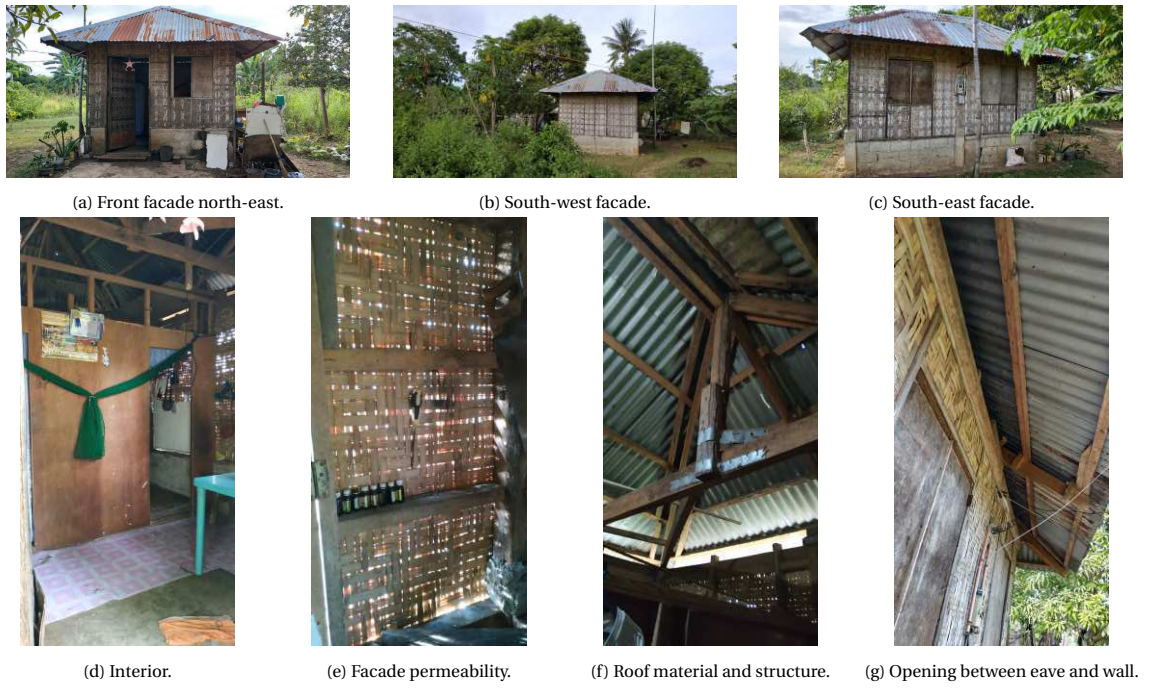 (a) Front facade north-east.
(b) South-west facade.
(c) South-east facade.
(d) Interior.
(e) Facade permeability.
(f) Roof material and structure.
(g) Opening between eave and wall.